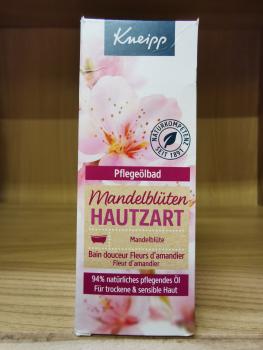 Kneipp
NATURKOMPETENZ
SEIT 1891
Pflegeölbad
Mandelblüten
HAUTZART
Mandelblüte
Bain douceur Fleurs d'amandier
Fleur d'amandier
94% natürliches pflegendes Öl
Für trockene & sensible Haut